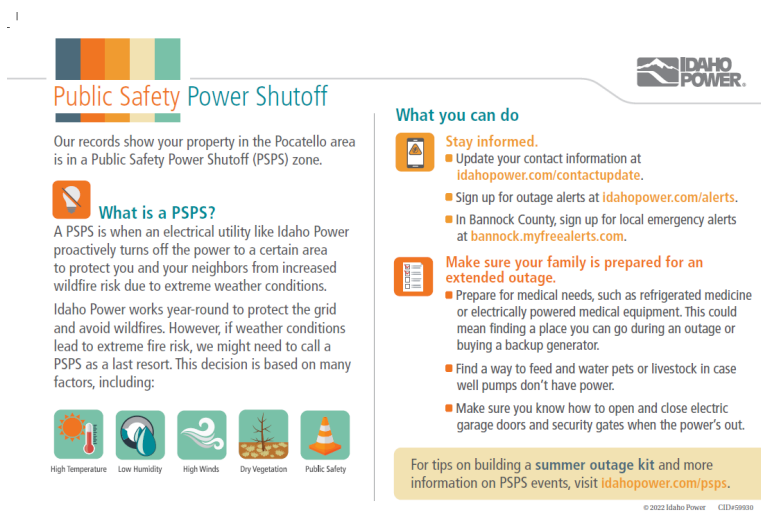 Public Safety Power Shutoff
Our records show your property in the Pocatello area
is in a Public Safety Power Shutoff (PSPS) zone.
What is a PSPS?
A PSPS is when an electrical utility like Idaho Power
proactively turns off the power to a certain area
to protect you and your neighbors from increased
wildfire risk due to extreme weather conditions.
Idaho Power works year-round to protect the grid
and avoid wildfires. However, if weather conditions
lead to extreme fire risk, we might need to call a
PSPS as a last resort. This decision is based on many
factors, including:
High Temperature
Low Humidity
High Winds
Dry Vegetation
Public Safety
IDAHO
POWER®
What you can do
Stay informed.
■ Update your contact information at
idahopower.com/contactupdate.
■ Sign up for outage alerts at idahopower.com/alerts.
■ In Bannock County, sign up for local emergency alerts
at bannock.myfreealerts.com.
Make sure your family is prepared for an
extended outage.
■ Prepare for medical needs, such as refrigerated medicine
or electrically powered medical equipment. This could
mean finding a place you can go during an outage or
buying a backup generator.
■ Find a way to feed and water pets or livestock in case
well pumps don't have power.
■ Make sure you know how to open and close electric
garage doors and security gates when the power's out.
For tips on building a summer outage kit and more
information on PSPS events, visit idahopower.com/psps.
© 2022 Idaho Power CID#59930